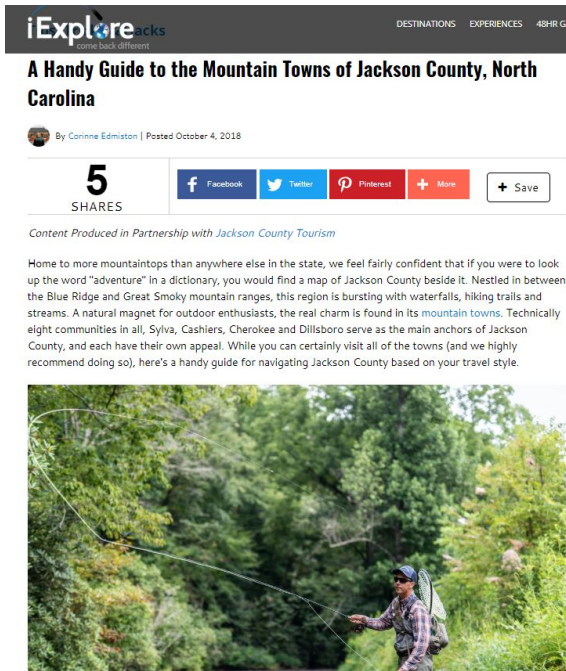 iExplore acks
come back different
DESTINATIONS EXPERIENCES 48HR G
A Handy Guide to the Mountain Towns of Jackson County, North
Carolina
By Corinne Edmiston | Posted October 4, 2018
5
SHARES
Facebook
Twitter
Pinterest
More
Save
Content Produced in Partnership with Jackson County Tourism
Home to more mountaintops than anywhere else in the state, we feel fairly confident that if you were to look
up the word "adventure" in a dictionary, you would find a map of Jackson County beside it. Nestled in between
the Blue Ridge and Great Smoky mountain ranges, this region is bursting with waterfalls, hiking trails and
streams. A natural magnet for outdoor enthusiasts, the real charm is found in its mountain towns. Technically
eight communities in all, Sylva, Cashiers, Cherokee and Dillsboro serve as the main anchors of Jackson
County, and each have their own appeal. While you can certainly visit all of the towns (and we highly
recommend doing so), here's a handy guide for navigating Jackson County based on your travel style.